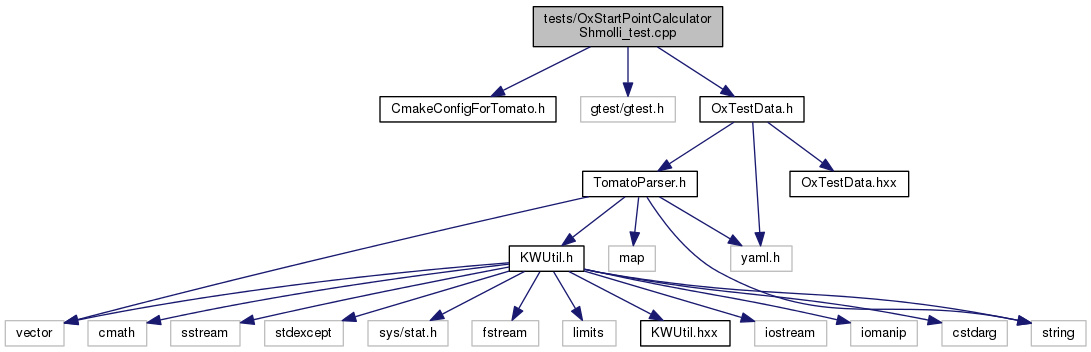 tests/OxStartPointCalculator
Shmolli_test.cpp
CmakeConfigForTomato.h
gtest/gtest.h
OxTestData.h
TomatoParser.h
OxTestData.hxx
KWUtil.h
map
yaml.h
vector
cmath
sstream
stdexcept
sys/stat.h
fstream
limits
KWUtil.hxx
iostream
iomanip
cstdarg
string